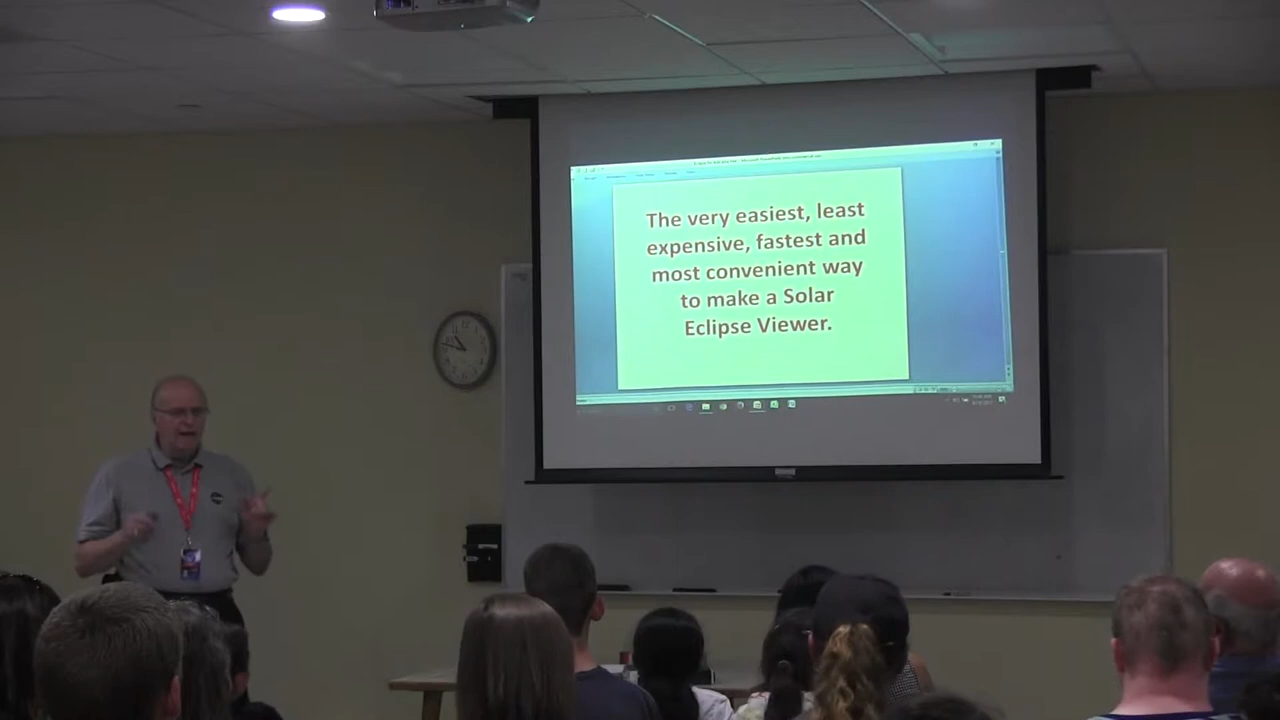 The very easiest, least
expensive, fastest and
most convenient way
to make a Solar
Eclipse Viewer.